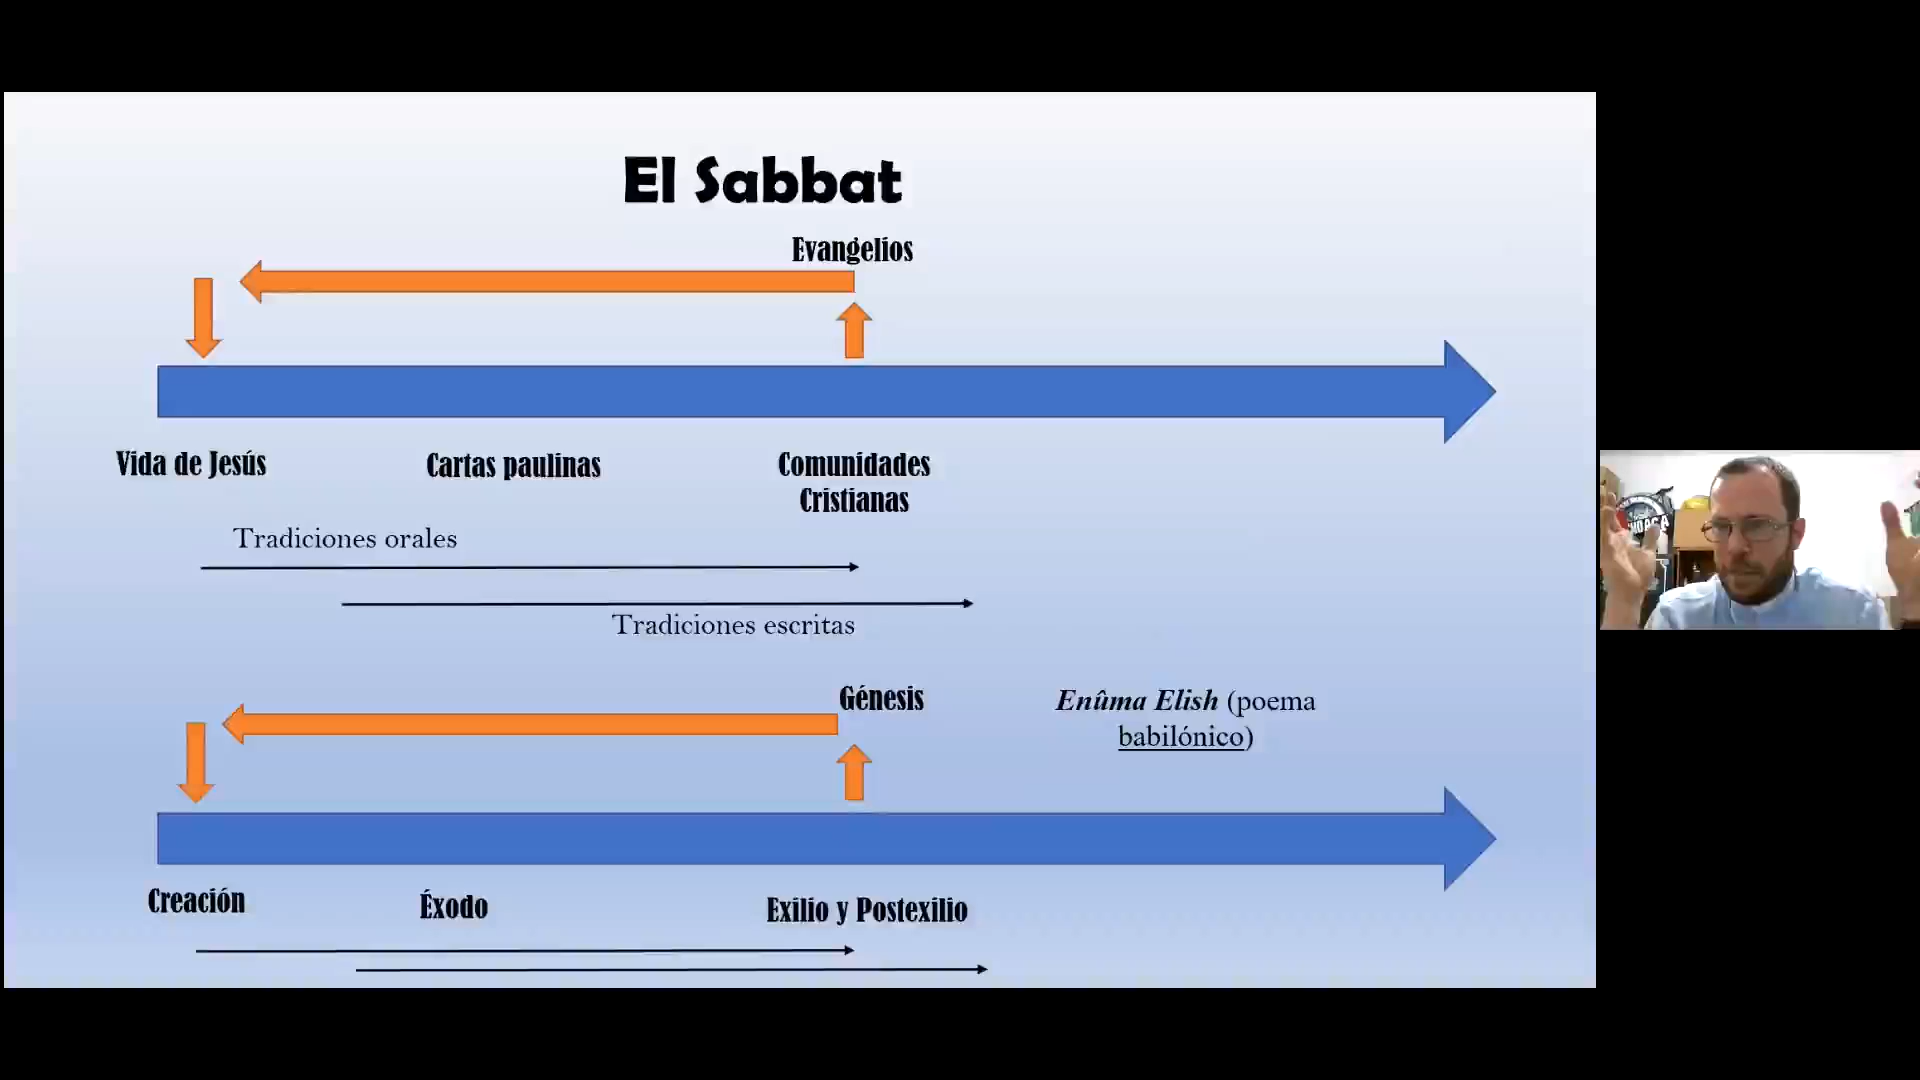 El Sabbat
Evangelios
Vida de Jesús
Cartas paulinas
Comunidades
Cristianas
Tradiciones orales
Tradiciones escritas
Génesis
Enûma Elish (poema
babilónico)
Creación
Éxodo
Exilio y Postexilio